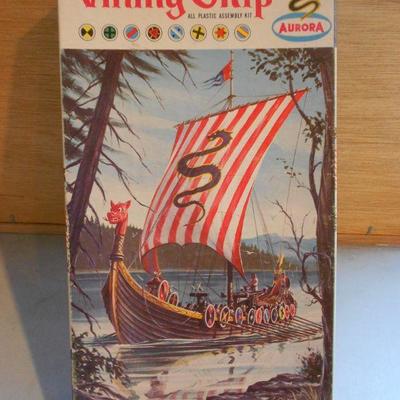 Viking Ship
ALL PLASTIC ASSEMBLY KIT
AURORA